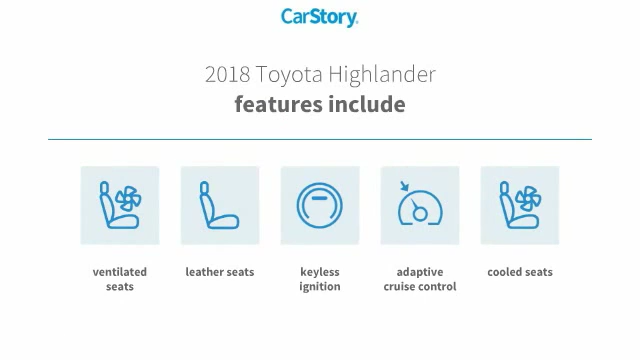 CarStory.
2018 Toyota Highlander
features include
ventilated seats
leather seats
keyless ignition
adaptive cruise control
cooled seats